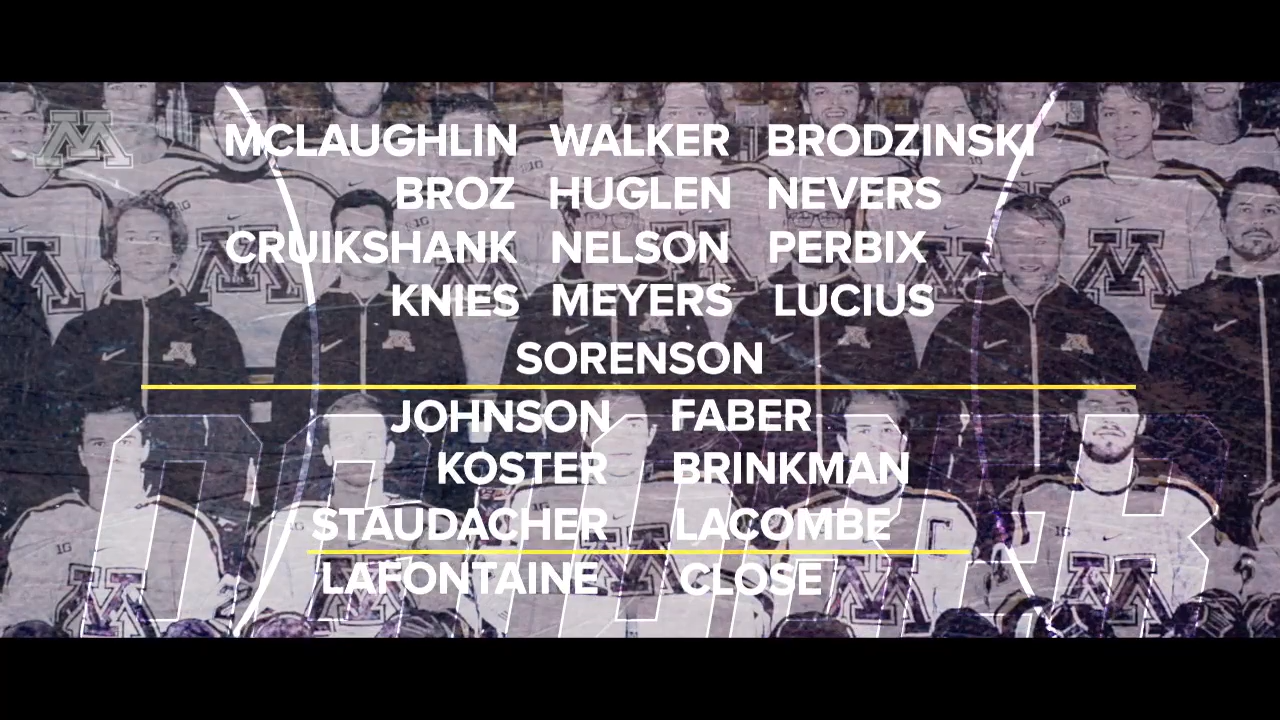 MCLAUGHLIN WALKER BRODZINSKI
BROZ HUGLEN NEVERS
CRUIKSHANK NELSON PERBIX
KNIES MEYERS LUCIUS
SORENSON
JOHNSON FABER
KOSTER BRINKMAN
STAUDACHER LACOMBE
LAFONTAINE CLOSE
M